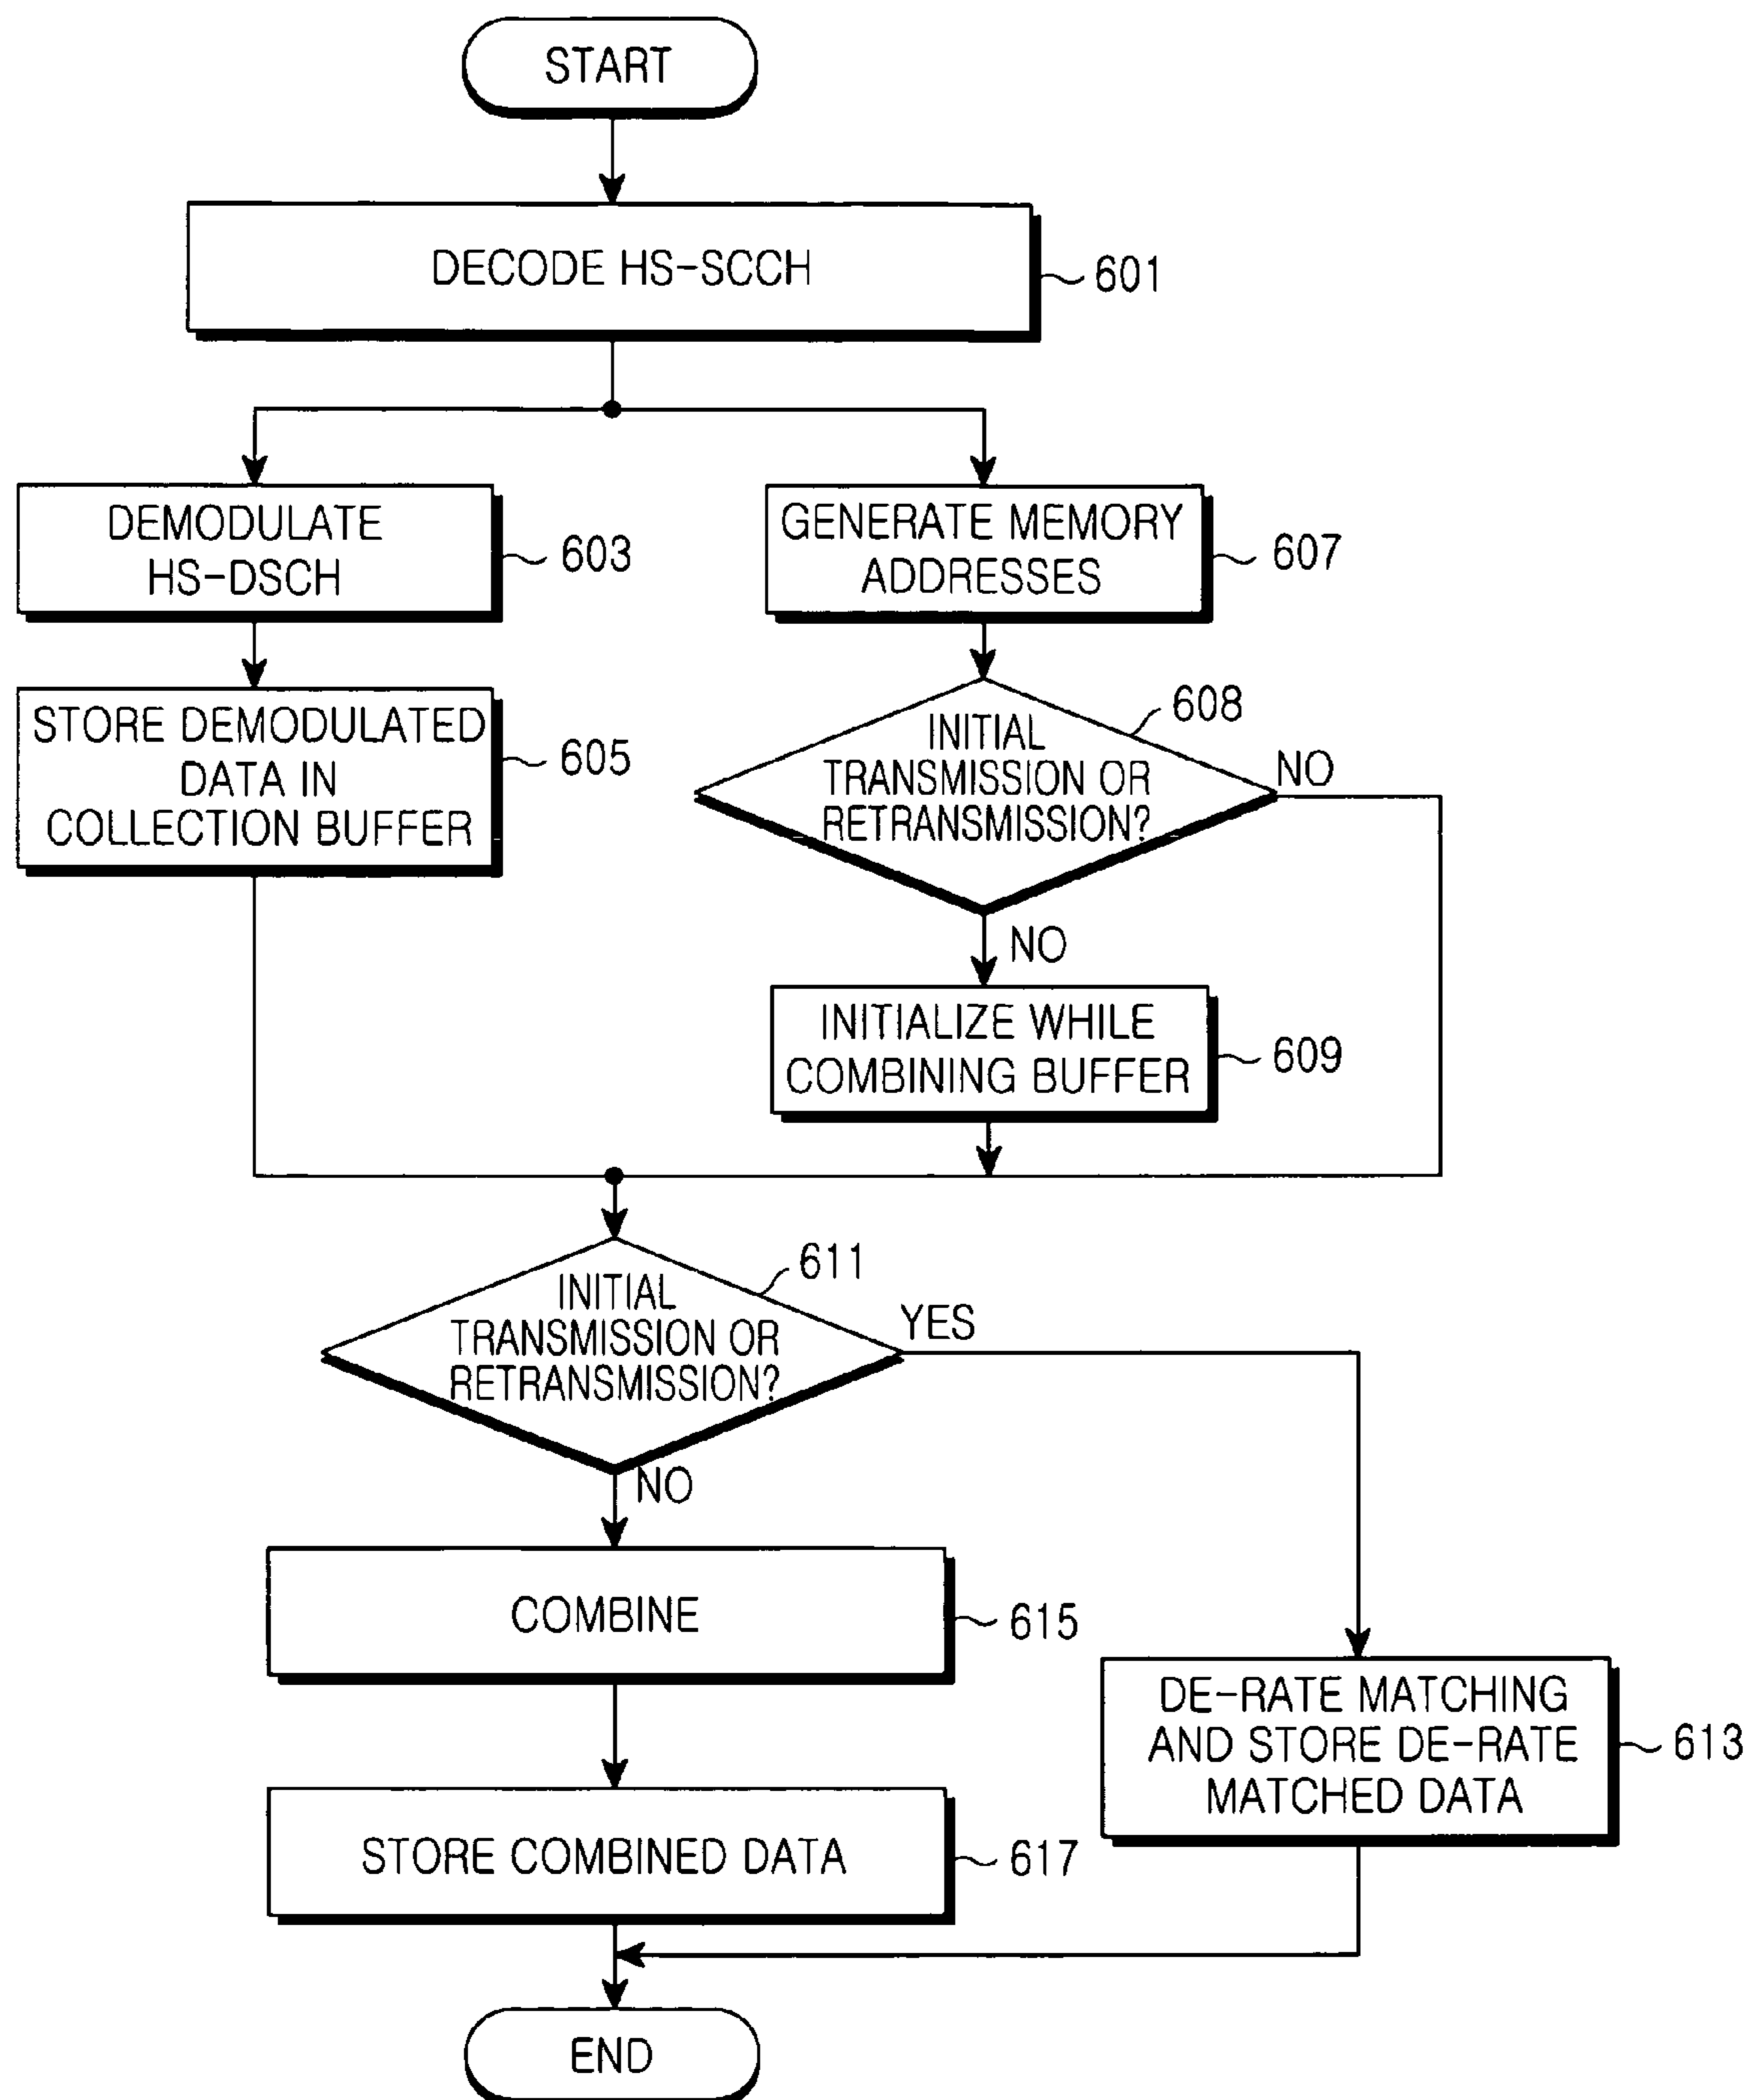 START
DECODE HS-SCCH
601
DEMODULATE
HS-DSCH
603
GENERATE MEMORY
ADDRESSES
607
STORE DEMODULATED
DATA IN
COLLECTION BUFFER
605
INITIAL
TRANSMISSION OR
RETRANSMISSION?
608
NO
NO
INITIALIZE WHILE
COMBINING BUFFER
609
INITIAL
TRANSMISSION OR
RETRANSMISSION?
611
YES
NO
COMBINE
615
DE-RATE MATCHING
AND STORE DE-RATE
MATCHED DATA
613
STORE COMBINED DATA
617
END